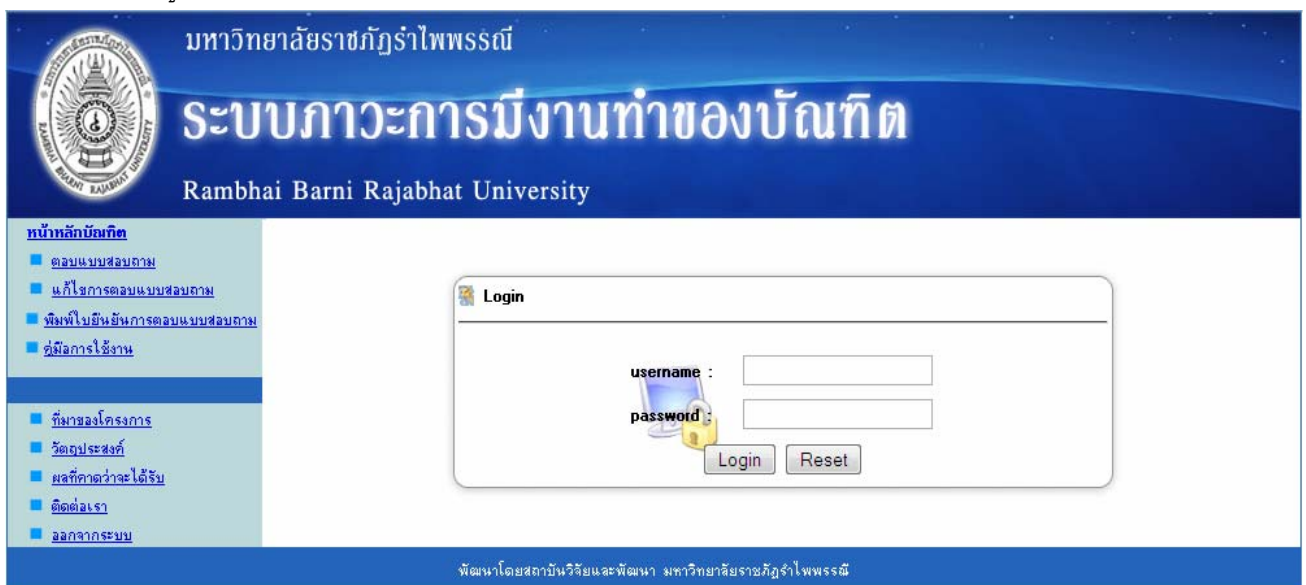 มหาวิทยาลัยราชภัฏรำไพพรรณี
ระบบภาวะการมีงานทำของบัณฑิต
Rambhai Barni Rajabhat University
หน้าหลักบัณฑิต
ตอบแบบสอบถาม
แก้ไขการตอบแบบสอบถาม
พิมพ์ใบยืนยันการตอบแบบสอบถาม
คู่มือการใช้งาน
ที่มาของโครงการ
วัตถุประสงค์
ผลที่คาดว่าจะได้รับ
ติดต่อเรา
ออกจากระบบ
Login
username :
password :
Login Reset
พัฒนาโดยสถาบันวิจัยและพัฒนา มหาวิทยาลัยราชภัฏรำไพพรรณี